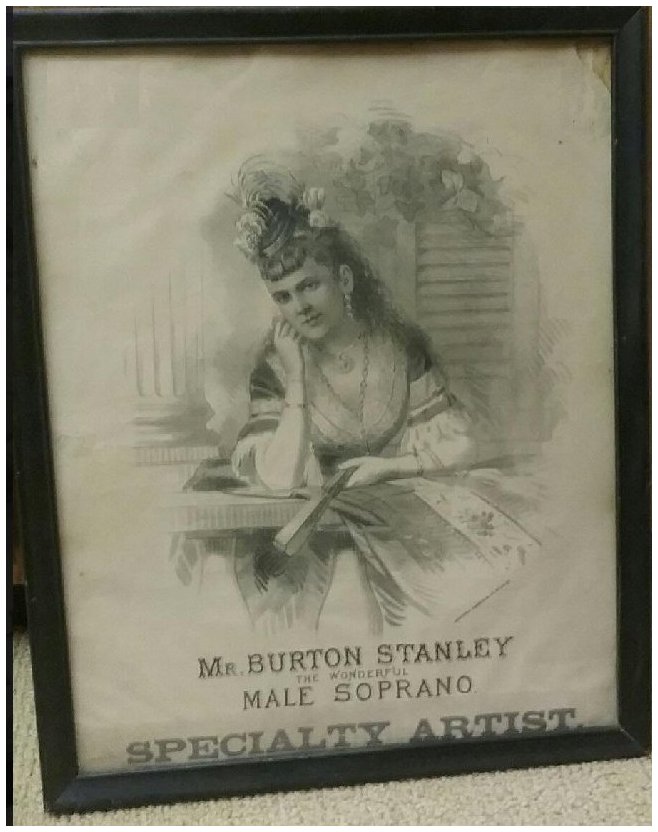 MR. BURTON STANLEY
THE WONDERFUL
MALE SOPRANO.
SPECIALTY ARTIST.